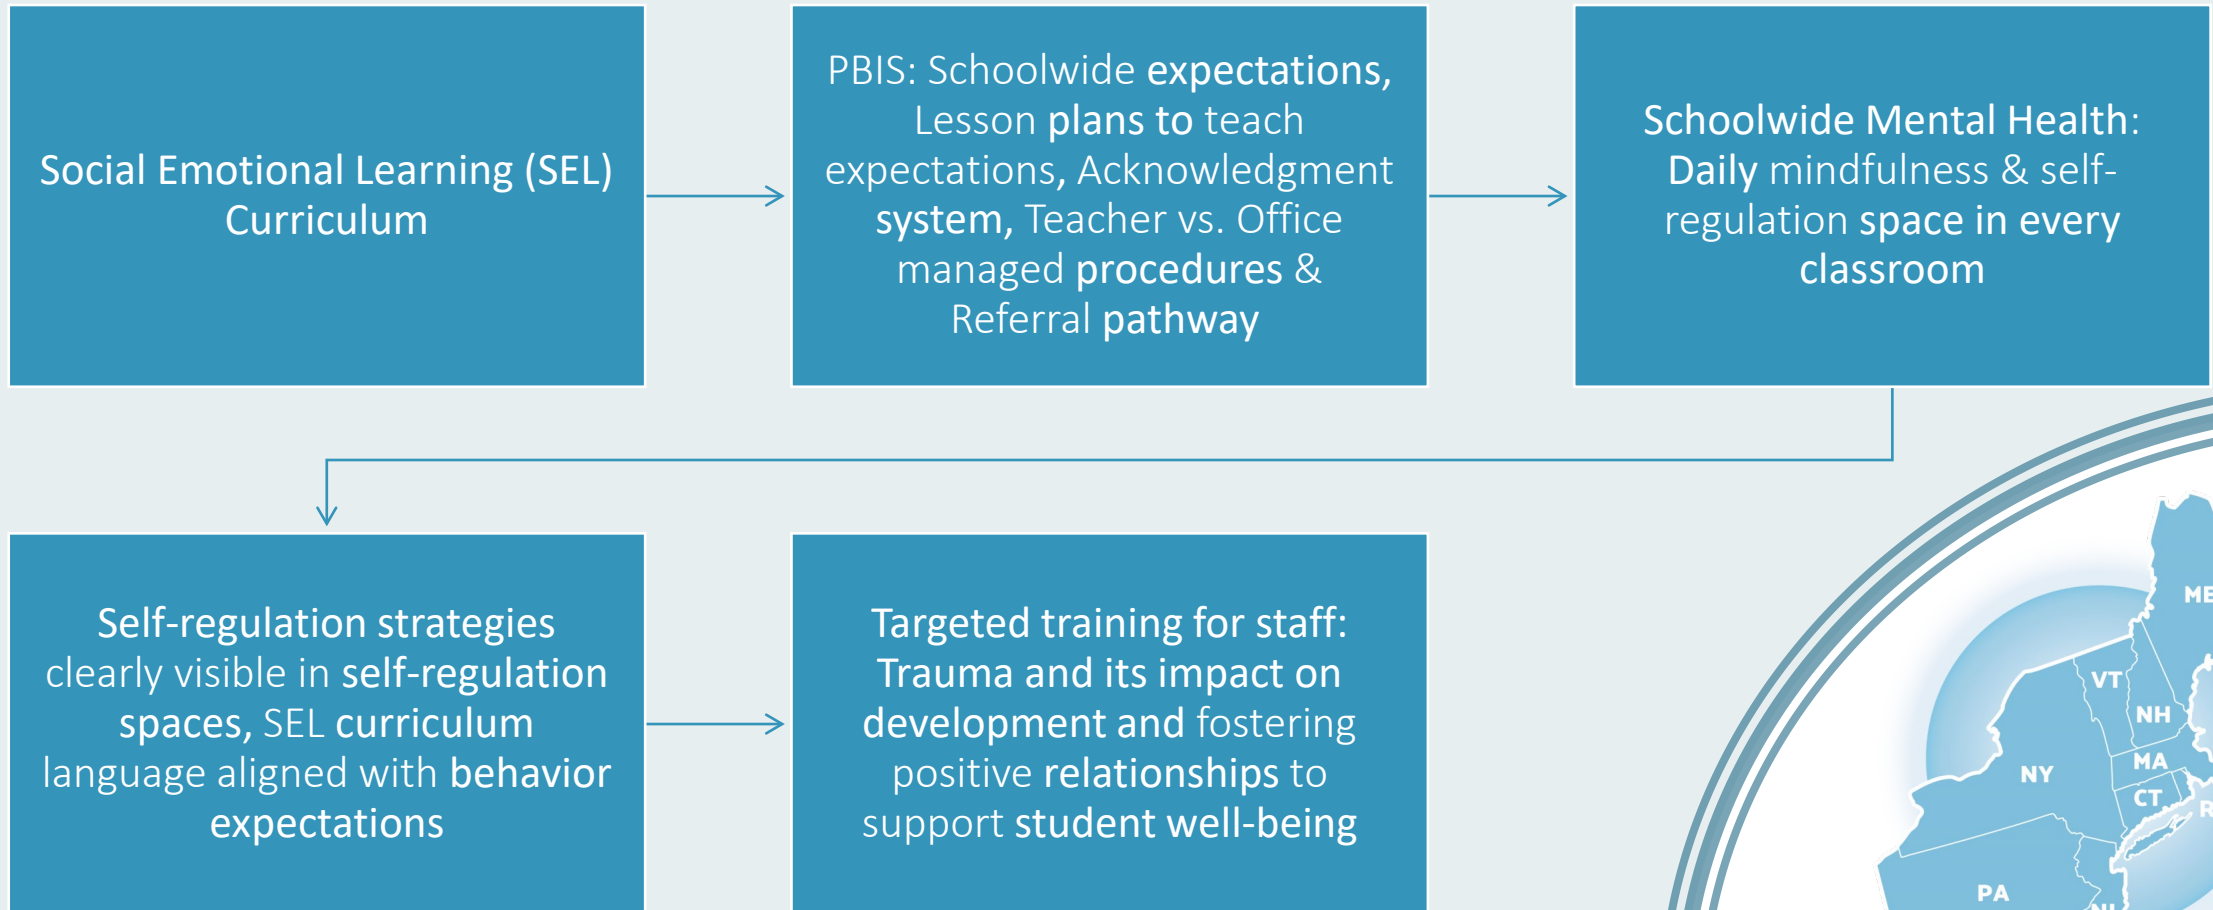 Social Emotional Learning (SEL)
Curriculum
PBIS: Schoolwide expectations,
Lesson plans to teach
expectations, Acknowledgment
system, Teacher vs. Office
managed procedures &
Referral pathway
Schoolwide Mental Health:
Daily mindfulness & self-
regulation space in every
classroom
Self-regulation strategies
clearly visible in self-regulation
spaces, SEL curriculum
language aligned with behavior
expectations
Targeted training for staff:
Trauma and its impact on
development and fostering
positive relationships to
support student well-being
ME
VT
NH
NY
MA
CT
R
PA
NJ